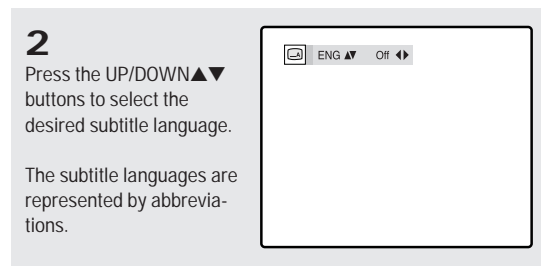 2
Press the UP/DOWN▲▼
buttons to select the
desired subtitle language.
The subtitle languages are
represented by abbrevia-
tions.
ENG ▲▼ Off ◀▶